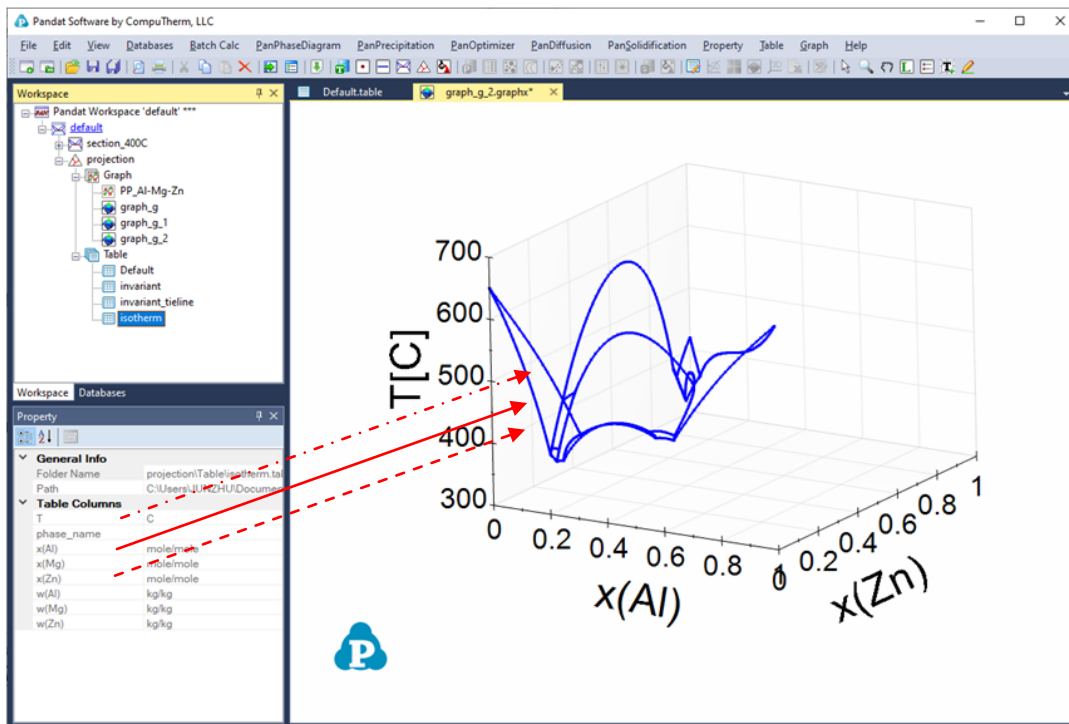 Pandat Software by CompuTherm, LLC
File Edit View Databases Batch Calc PanPhaseDiagram PanPrecipitation PanOptimizer PanDiffusion PanSolidification Property Table Graph Help
Workspace
Default.table
graph_g_2.graphx*
Pandat Workspace 'default' ***
default
section_400C
projection
Graph
PP_Al-Mg-Zn
graph_g
graph_g_1
graph_g_2
Table
Default
invariant
invariant_tieline
isotherm
Workspace Databases
Property
General Info
Folder Name projection\Table\isotherm.tal
Path C:\Users\JUNZHU\Documen
Table Columns
T C
phase_name
x(Al) mole/mole
x(Mg) mole/mole
x(Zn) mole/mole
w(Al) kg/kg
w(Mg) kg/kg
w(Zn) kg/kg
700
600
500
400
300
T[C]
0 0.2 0.4 0.6 0.8 1
x(Al)
0 0.2 0.4 0.6 0.8 1
x(Zn)
P